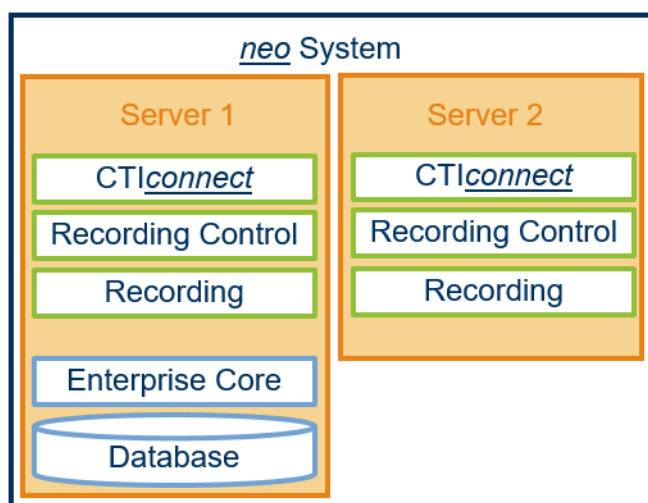 neo System
Server 1
CTIconnect
Recording Control
Recording
Enterprise Core
Database
Server 2
CTIconnect
Recording Control
Recording